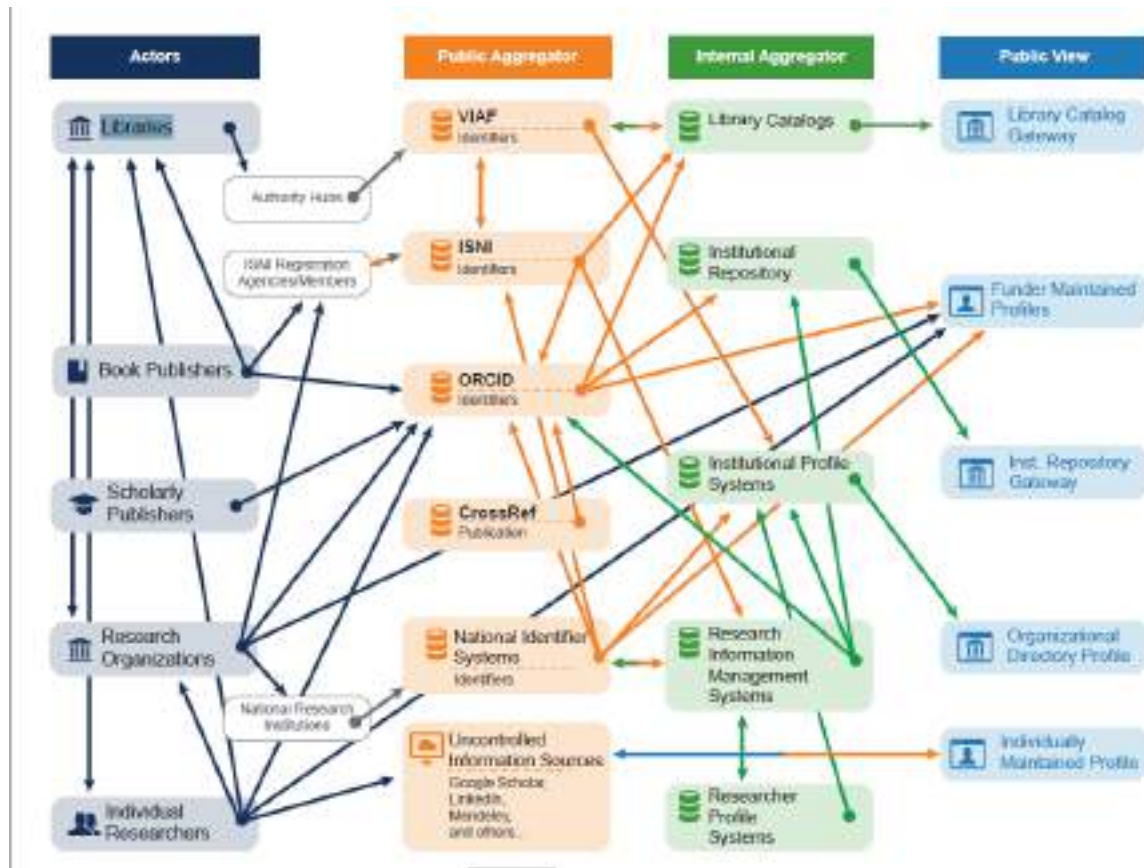 Actors
Public Aggregator
Internal Aggregator
Public View
Libraries
VIAF
Identifiers
Library Catalogs
Library Catalog
Gateway
Authority Hubs
ISNI
Identifiers
ISNI Registration
Agencies/Members
Institutional
Repository
Funder Maintained
Profiles
Book Publishers
ORCID
Identifiers
Scholarly
Publishers
CrossRef
Publication
Institutional Profile
Systems
Inst. Repository
Gateway
Research
Organizations
National Identifier
Systems
Identifiers
Research
Information
Management
Systems
Organizational
Directory Profile
National Research
Institutions
Uncontrolled
Information Sources
Google Scholar,
LinkedIn,
Mendeley,
and others...
Individually
Maintained Profile
Individual
Researchers
Researcher
Profile
Systems